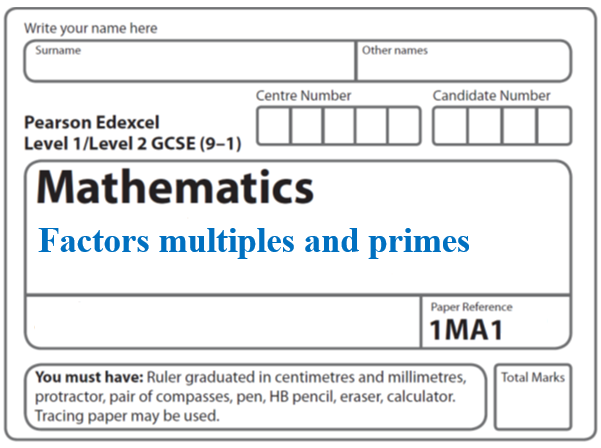 Write your name here
Surname
Other names
Centre Number
Candidate Number
Pearson Edexcel
Level 1/Level 2 GCSE (9–1)
Mathematics
Factors multiples and primes
Paper Reference
1MA1
You must have: Ruler graduated in centimetres and millimetres,
protractor, pair of compasses, pen, HB pencil, eraser, calculator.
Tracing paper may be used.
Total Marks